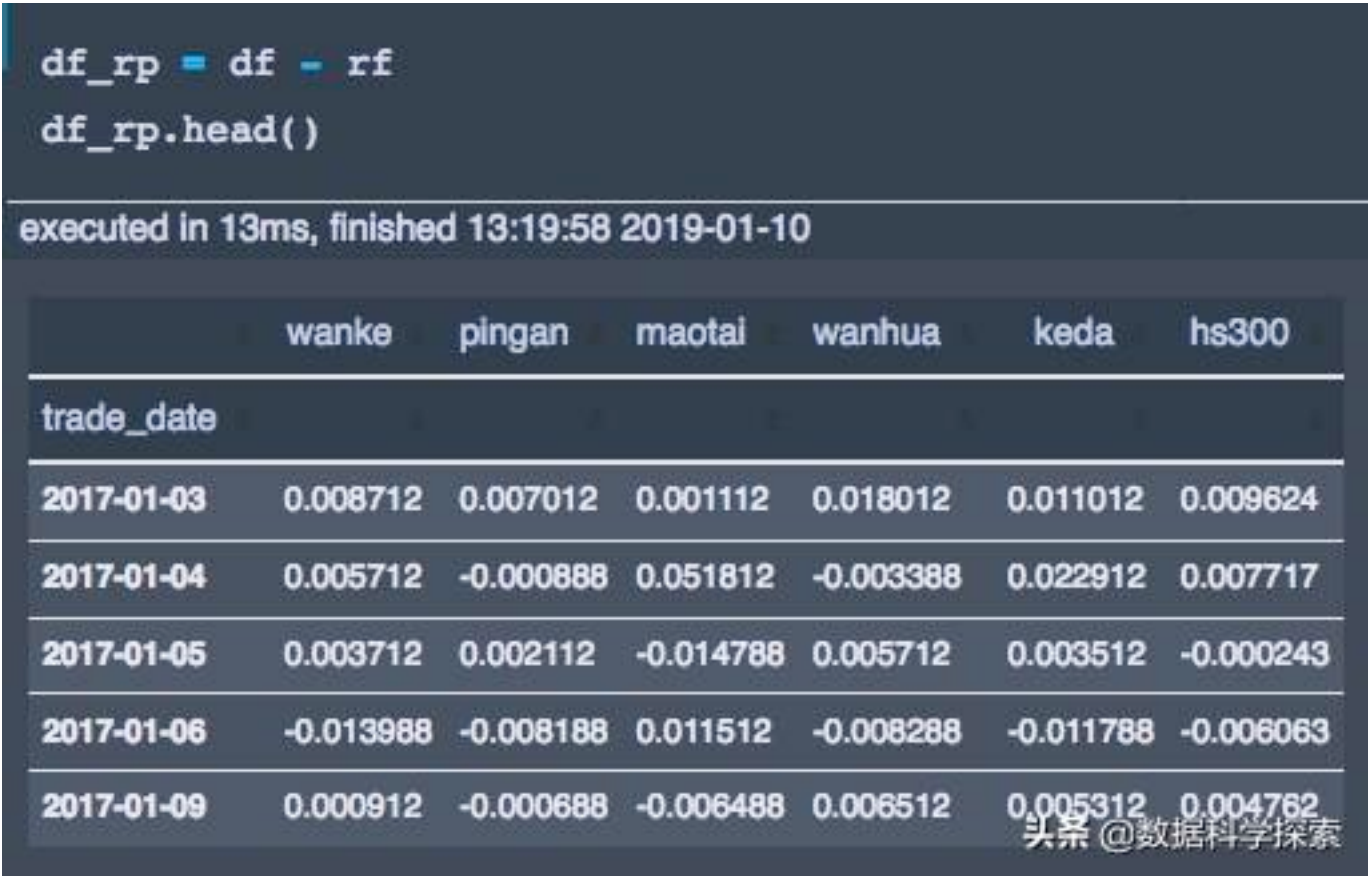 df_rp = df - rf
df_rp.head()
executed in 13ms, finished 13:19:58 2019-01-10
wanke pingan maotai wanhua keda hs300
trade_date
2017-01-03 0.008712 0.007012 0.001112 0.018012 0.011012 0.009624
2017-01-04 0.005712 -0.000888 0.051812 -0.003388 0.022912 0.007717
2017-01-05 0.003712 0.002112 -0.014788 0.005712 0.003512 -0.000243
2017-01-06 -0.013988 -0.008188 0.011512 -0.008288 -0.011788 -0.006063
2017-01-09 0.000912 -0.000688 -0.006488 0.006512 0.005312 0.004762
头条 @数据科学探索